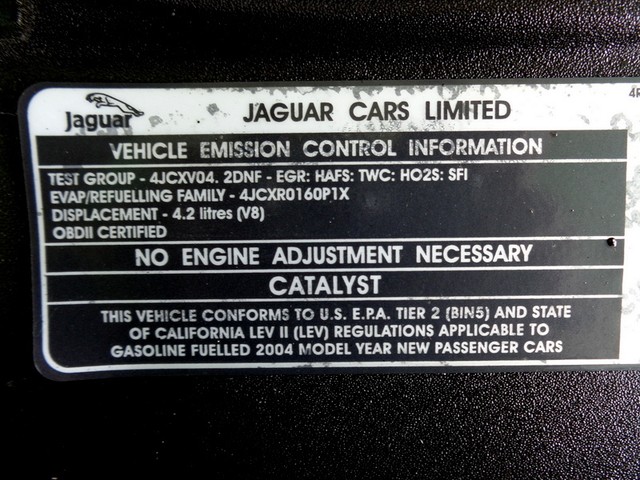 Jaguar
JAGUAR CARS LIMITED
4R
VEHICLE EMISSION CONTROL INFORMATION
TEST GROUP - 4JCXV04. 2DNF - EGR: HAFS: TWC: HO2S: SFI
EVAP/REFUELLING FAMILY - 4JCXR0160P1X
DISPLACEMENT - 4.2 litres (V8)
OBDII CERTIFIED
NO ENGINE ADJUSTMENT NECESSARY
CATALYST
THIS VEHICLE CONFORMS TO U.S. E.P.A. TIER 2 (BIN5) AND STATE
OF CALIFORNIA LEV II (LEV) REGULATIONS APPLICABLE TO
GASOLINE FUELLED 2004 MODEL YEAR NEW PASSENGER CARS